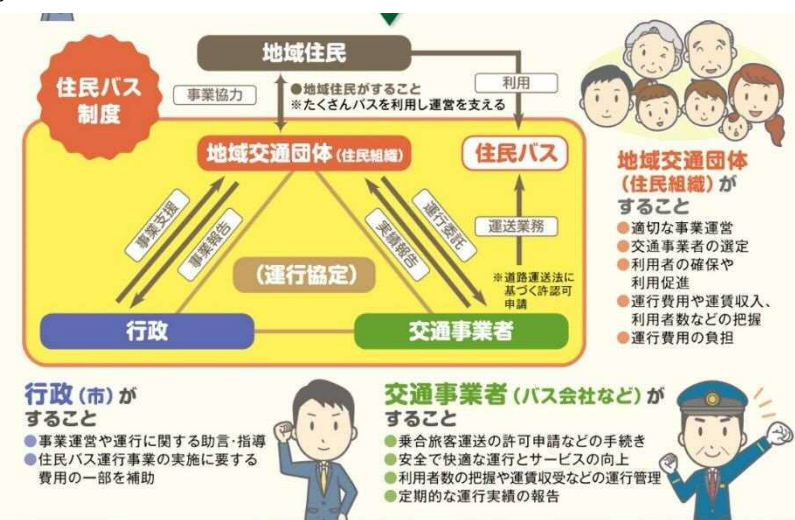 地域住民
住民バス
制度
事業協力
●地域住民がすること
※たくさんバスを利用し運営を支える
利用
地域交通団体(住民組織)
住民バス
事業支援
事業報告
実績報告
運行委託
運送業務
(運行協定)
※道路運送法に
基づく許認可
申請
行政
交通事業者
地域交通団体
(住民組織)が
すること
●適切な事業運営
●交通事業者の選定
●利用者の確保や
利用促進
●運行費用や運賃収入、
利用者数などの把握
●運行費用の負担
行政(市)が
すること
●事業運営や運行に関する助言・指導
●住民バス運行事業の実施に要する
費用の一部を補助
交通事業者(バス会社など)が
すること
●乗合旅客運送の許可申請などの手続き
●安全で快適な運行とサービスの向上
●利用者数の把握や運賃収受などの運行管理
●定期的な運行実績の報告